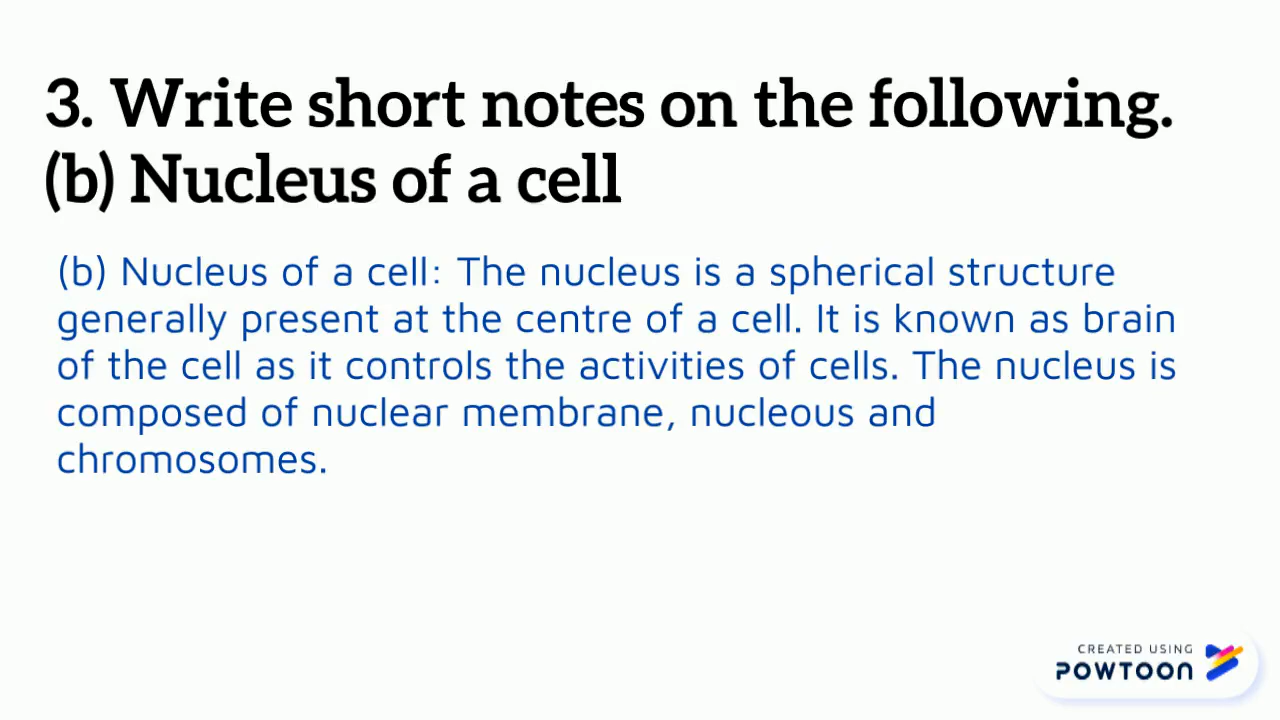 3. Write short notes on the following.
(b) Nucleus of a cell
(b) Nucleus of a cell: The nucleus is a spherical structure
generally present at the centre of a cell. It is known as brain
of the cell as it controls the activities of cells. The nucleus is
composed of nuclear membrane, nucleous and
chromosomes.
CREATED USING
POWTOON